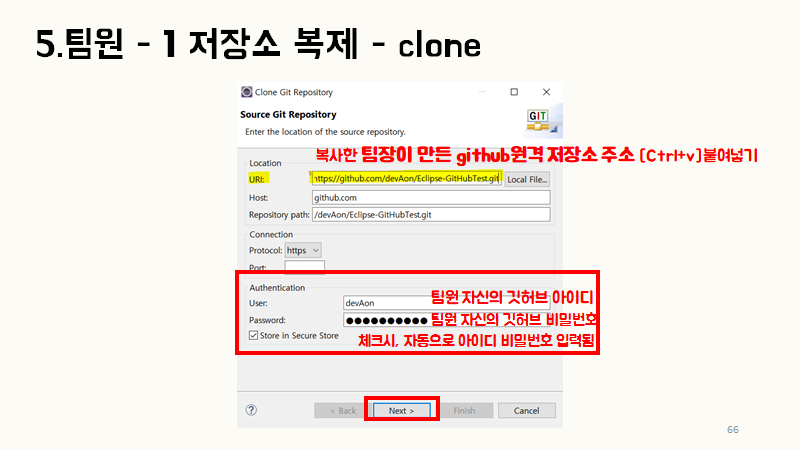 5.팀원 - 1 저장소 복제 - clone
Clone Git Repository
Source Git Repository
Enter the location of the source repository.
GIT
복사한 팀장이 만든 github원격 저장소 주소 (Ctrl+v)붙여넣기
Location
URI: https://github.com/devAon/Eclipse-GitHubTest.git Local File...
Host: github.com
Repository path: /devAon/Eclipse-GitHubTest.git
Connection
Protocol: https
Port:
Authentication
User: devAon 팀원 자신의 깃허브 아이디
Password: ●●●●●●●●●● 팀원 자신의 깃허브 비밀번호
Store in Secure Store 체크시, 자동으로 아이디 비밀번호 입력됨
? < Back Next > Finish Cancel
66